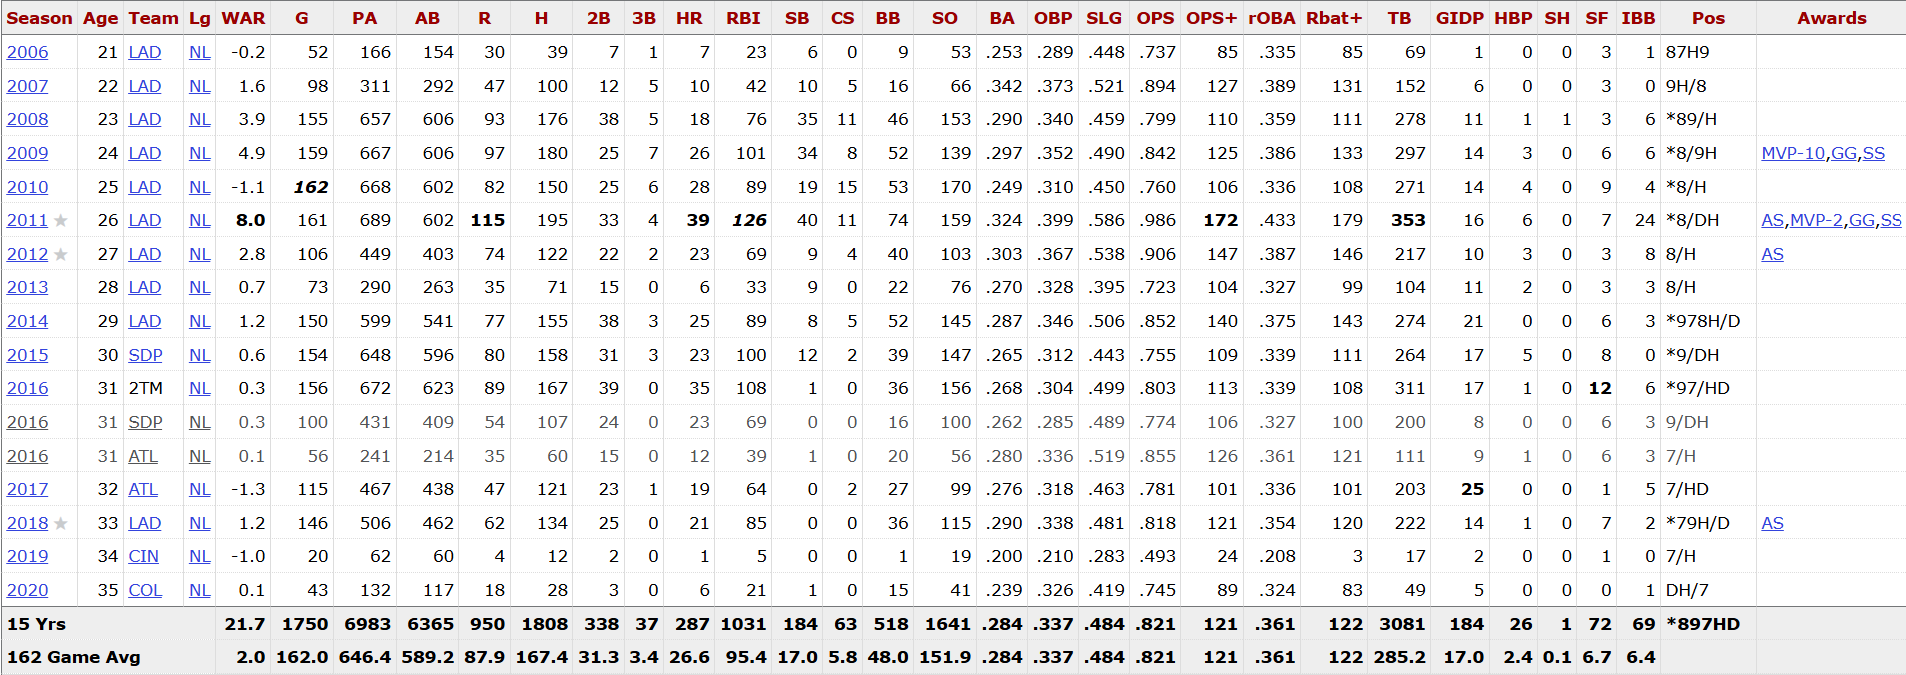 Season Age Team Lg WAR G PA AB R H 2B 3B HR RBI SB CS BB SO BA OBP SLG OPS OPS+ rOBA Rbat+ TB GIDP HBP SH SF IBB Pos Awards
2006 21 LAD NL -0.2 52 166 154 30 39 7 1 7 23 6 0 9 53 .253 .289 .448 .737 85 .335 85 69 1 0 0 3 1 87H9
2007 22 LAD NL 1.6 98 311 292 47 100 12 5 10 42 10 5 16 66 .342 .373 .521 .894 127 .389 131 152 6 0 0 3 0 9H/8
2008 23 LAD NL 3.9 155 657 606 93 176 38 5 18 76 35 11 46 153 .290 .340 .459 .799 110 .359 111 278 11 1 1 3 6 *89/H
2009 24 LAD NL 4.9 159 667 606 97 180 25 7 26 101 34 8 52 139 .297 .352 .490 .842 125 .386 133 297 14 3 0 6 6 *8/9H MVP-10,GG,SS
2010 25 LAD NL -1.1 162 668 602 82 150 25 6 28 89 19 15 53 170 .249 .310 .450 .760 106 .336 108 271 14 4 0 9 4 *8/H
2011 ★ 26 LAD NL 8.0 161 689 602 115 195 33 4 39 126 40 11 74 159 .324 .399 .586 .986 172 .433 179 353 16 6 0 7 24 *8/DH AS,MVP-2,GG,SS
2012 ★ 27 LAD NL 2.8 106 449 403 74 122 22 2 23 69 9 4 40 103 .303 .367 .538 .906 147 .387 146 217 10 3 0 3 8 8/H AS
2013 28 LAD NL 0.7 73 290 263 35 71 15 0 6 33 9 0 22 76 .270 .328 .395 .723 104 .327 99 104 11 2 0 3 3 8/H
2014 29 LAD NL 1.2 150 599 541 77 155 38 3 25 89 8 5 52 145 .287 .346 .506 .852 140 .375 143 274 21 0 0 6 3 *978H/D
2015 30 SDP NL 0.6 154 648 596 80 158 31 3 23 100 12 2 39 147 .265 .312 .443 .755 109 .339 111 264 17 5 0 8 0 *9/DH
2016 31 2TM NL 0.3 156 672 623 89 167 39 0 35 108 1 0 36 156 .268 .304 .499 .803 113 .339 108 311 17 1 0 12 6 *97/HD
2016 31 SDP NL 0.3 100 431 409 54 107 24 0 23 69 0 0 16 100 .262 .285 .489 .774 106 .327 100 200 8 0 0 6 3 9/DH
2016 31 ATL NL 0.1 56 241 214 35 60 15 0 12 39 1 0 20 56 .280 .336 .519 .855 126 .361 121 111 9 1 0 6 3 7/H
2017 32 ATL NL -1.3 115 467 438 47 121 23 1 19 64 0 2 27 99 .276 .318 .463 .781 101 .336 101 203 25 0 0 1 5 7/HD
2018 ★ 33 LAD NL 1.2 146 506 462 62 134 25 0 21 85 0 0 36 115 .290 .338 .481 .818 121 .354 120 222 14 1 0 7 2 *79H/D AS
2019 34 CIN NL -1.0 20 62 60 4 12 2 0 1 5 0 0 1 19 .200 .210 .283 .493 24 .208 3 17 2 0 0 1 0 7/H
2020 35 COL NL 0.1 43 132 117 18 28 3 0 6 21 1 0 15 41 .239 .326 .419 .745 89 .324 83 49 5 0 0 0 1 DH/7
15 Yrs 21.7 1750 6983 6365 950 1808 338 37 287 1031 184 63 518 1641 .284 .337 .484 .821 121 .361 122 3081 184 26 1 72 69 *897HD
162 Game Avg 2.0 162.0 646.4 589.2 87.9 167.4 31.3 3.4 26.6 95.4 17.0 5.8 48.0 151.9 .284 .337 .484 .821 121 .361 122 285.2 17.0 2.4 0.1 6.7 6.4